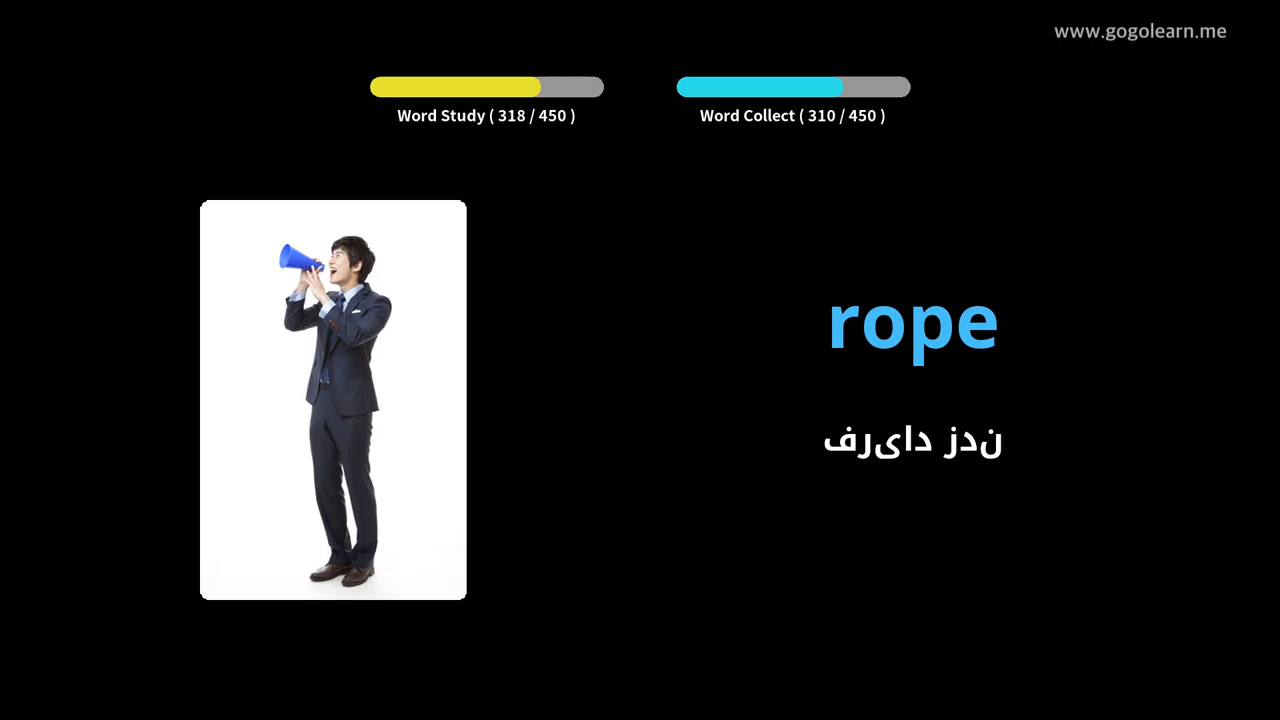 www.gogolearn.me
Word Study ( 318 / 450 )
Word Collect ( 310 / 450 )
rope
فریاد زدن